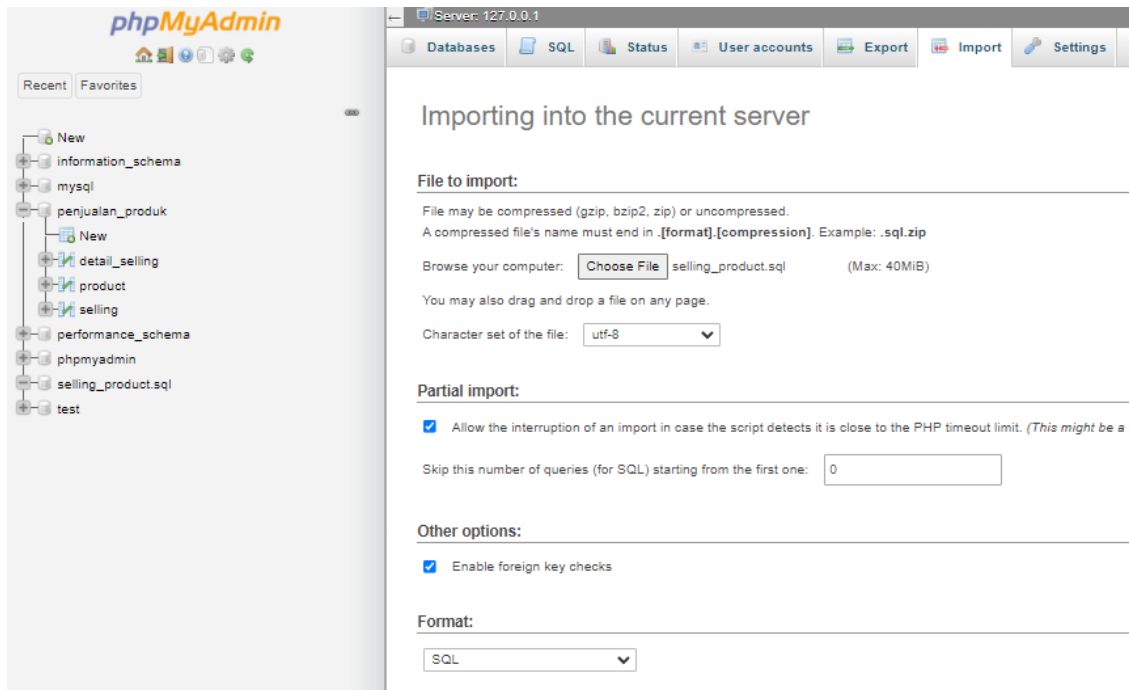 phpMyAdmin
Recent Favorites
New
information_schema
mysql
penjualan_produk
New
detail_selling
product
selling
performance_schema
phpmyadmin
selling_product.sql
test
Server: 127.0.0.1
Databases SQL Status User accounts Export Import Settings
Importing into the current server
File to import:
File may be compressed (gzip, bzip2, zip) or uncompressed.
A compressed file's name must end in .[format].[compression]. Example: .sql.zip
Browse your computer: Choose File selling_product.sql (Max: 40MiB)
You may also drag and drop a file on any page.
Character set of the file: utf-8
Partial import:
Allow the interruption of an import in case the script detects it is close to the PHP timeout limit. (This might be a
Skip this number of queries (for SQL) starting from the first one: 0
Other options:
Enable foreign key checks
Format:
SQL